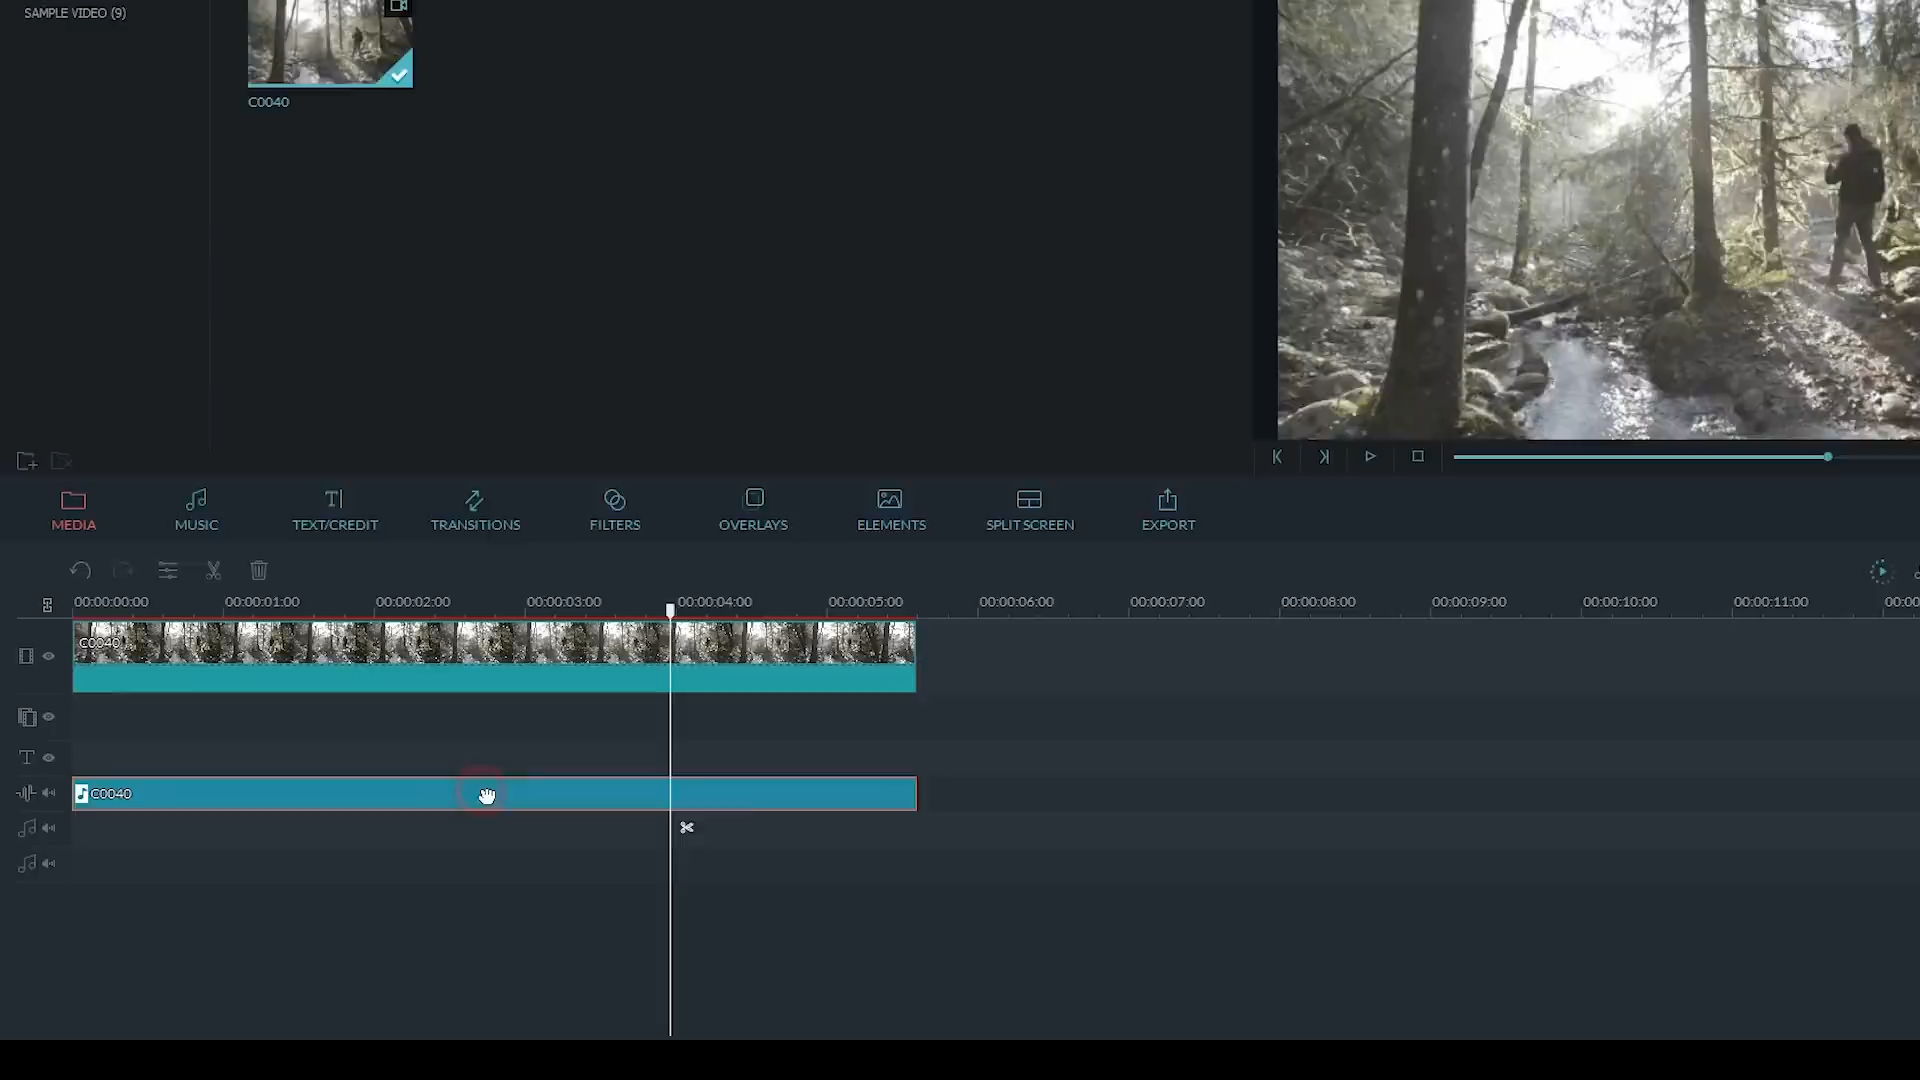 SAMPLE VIDEO (9)
C0040
MEDIA
MUSIC
TEXT/CREDIT
TRANSITIONS
FILTERS
OVERLAYS
ELEMENTS
SPLIT SCREEN
EXPORT
00:00:00:00
00:00:01:00
00:00:02:00
00:00:03:00
00:00:04:00
00:00:05:00
00:00:06:00
00:00:07:00
00:00:08:00
00:00:09:00
00:00:10:00
00:00:11:00
00:00
C0040
C0040